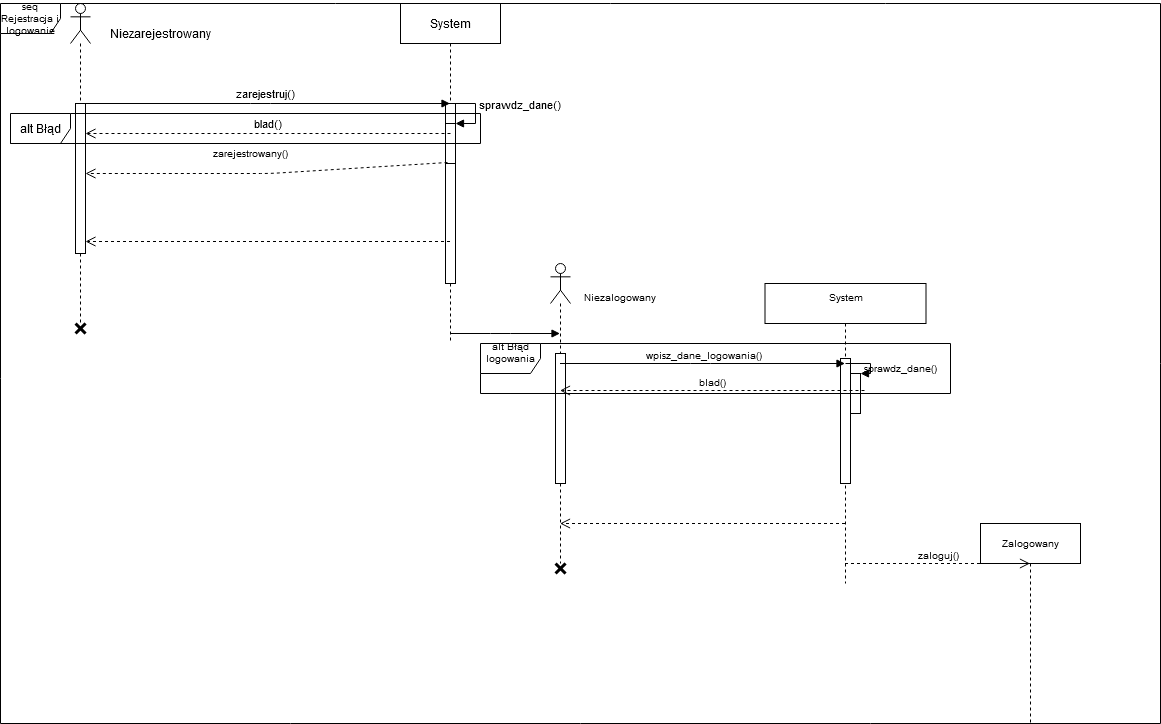 seq
Rejestracja i
logowanie
Niezarejestrowany
System
zarejestruj()
sprawdz_dane()
alt Błąd
blad()
zarejestrowany()
Niezalogowany
System
alt Błąd
logowania
wpisz_dane_logowania()
sprawdz_dane()
blad()
Zalogowany
zaloguj()